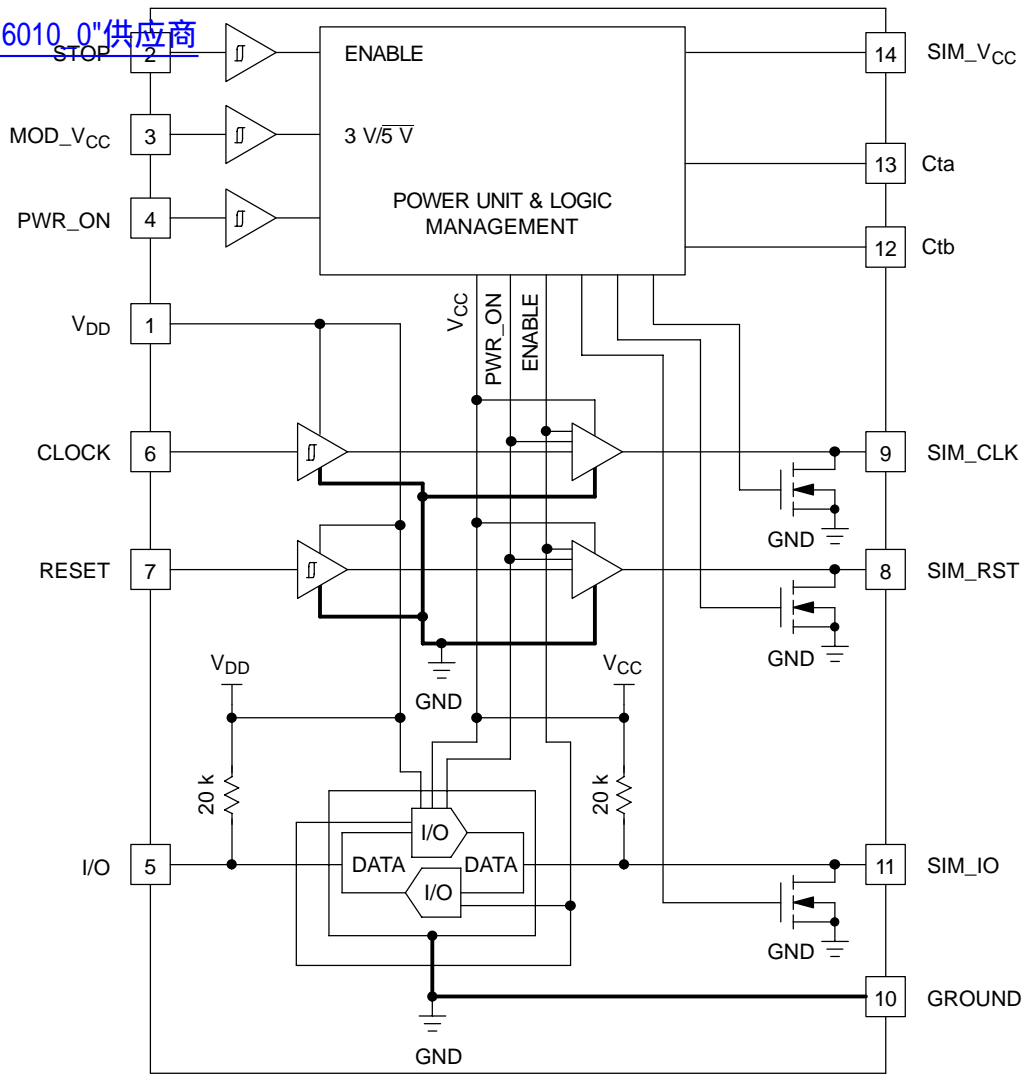 6010_0"供应商
STOP
2
ENABLE
14
SIM_VCC
MOD_VCC
3
3 V/5 V
13
Cta
PWR_ON
4
POWER UNIT & LOGIC
MANAGEMENT
12
Ctb
VDD
1
VCC
PWR_ON
ENABLE
CLOCK
6
9
SIM_CLK
GND
RESET
7
8
SIM_RST
GND
VDD
GND
VCC
20 k
20 k
I/O
I/O
5
DATA
DATA
11
SIM_IO
I/O
GND
10
GROUND
GND